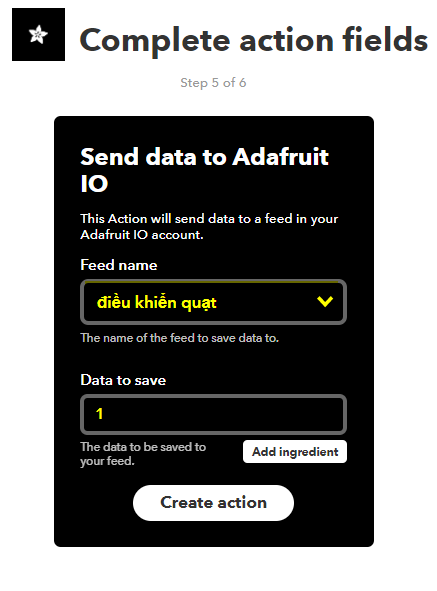 Complete action fields
Step 5 of 6
Send data to Adafruit
IO
This Action will send data to a feed in your
Adafruit IO account.
Feed name
điều khiển quạt
The name of the feed to save data to.
Data to save
1
The data to be saved to
your feed.
Add ingredient
Create action